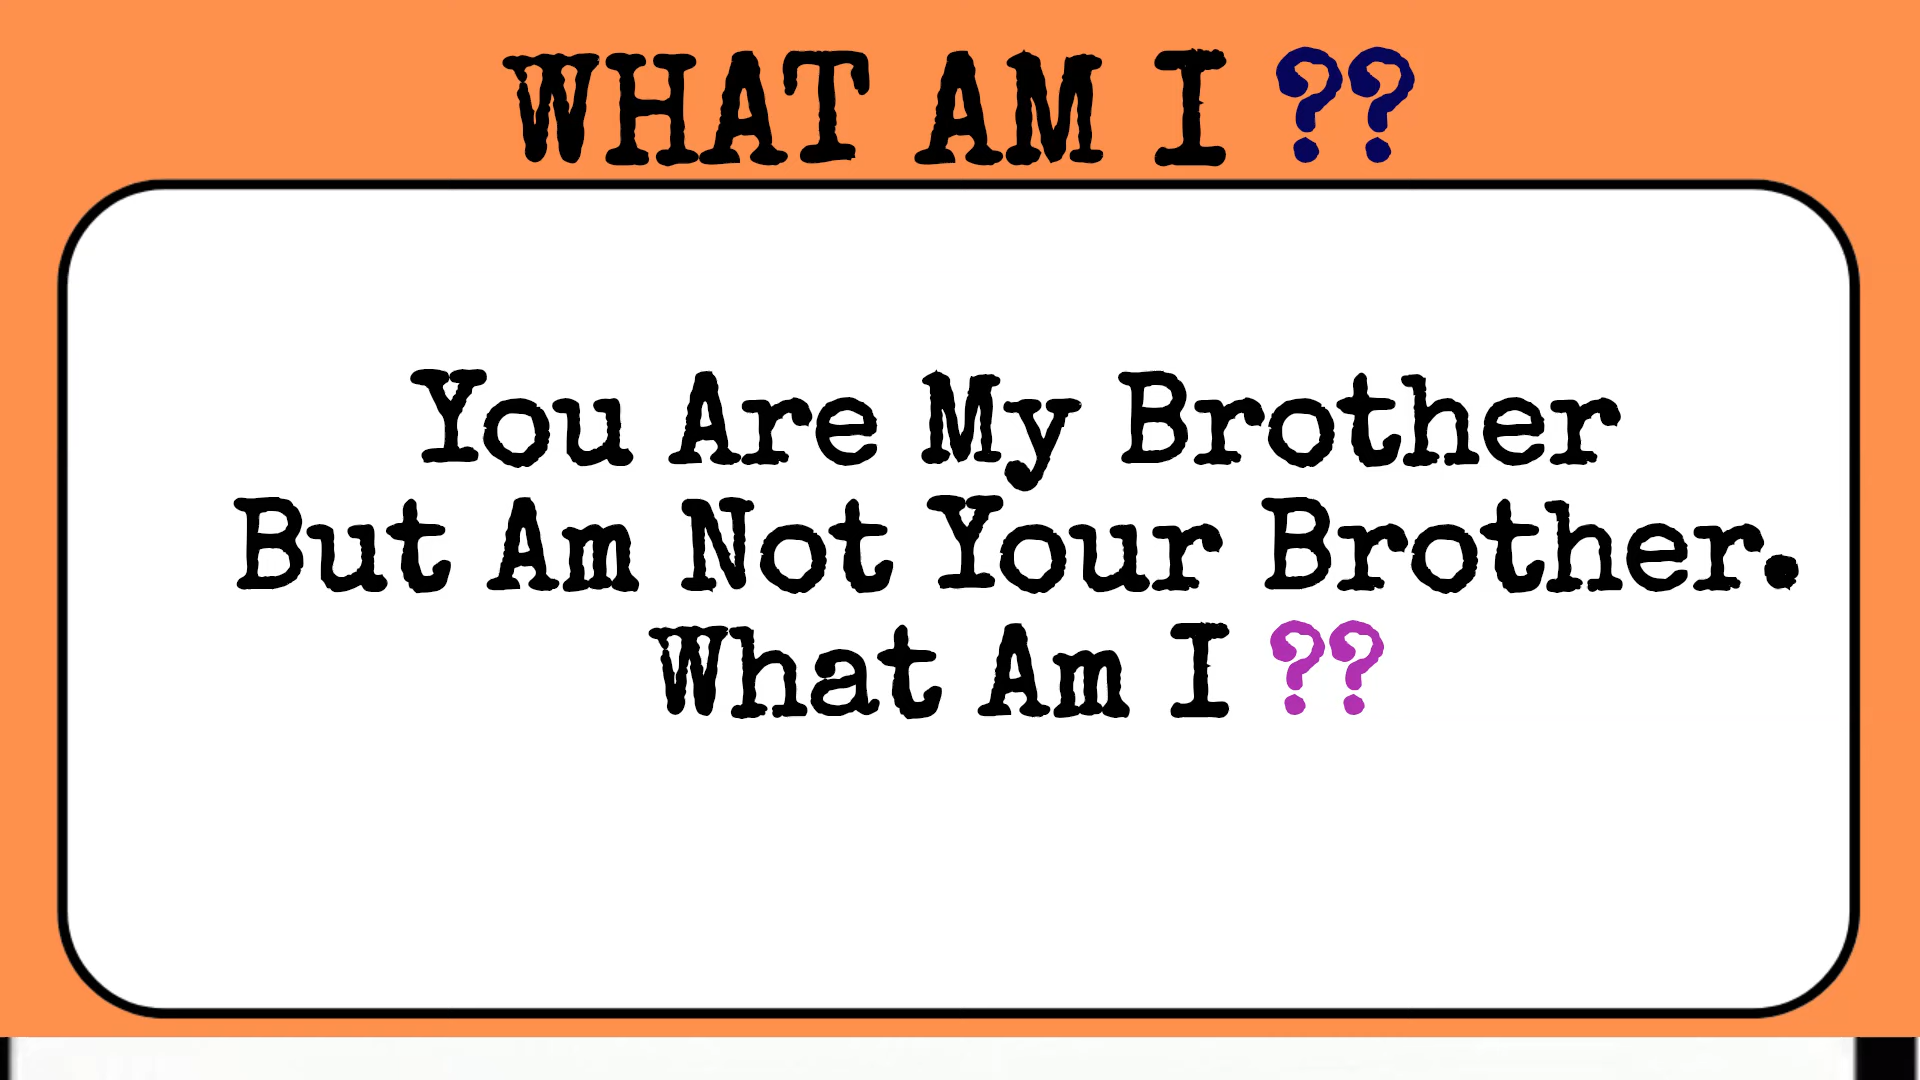 WHAT AM I ??
You Are My Brother
But Am Not Your Brother.
What Am I ??